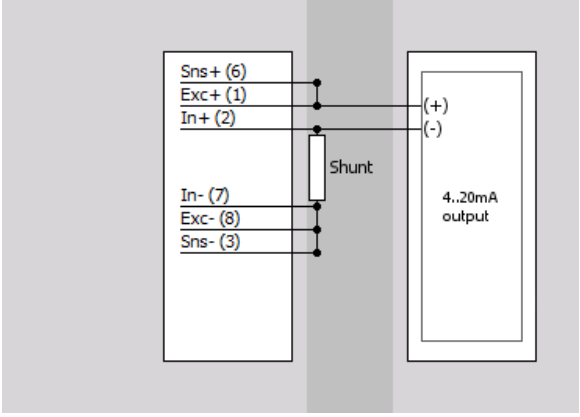 Sns+ (6)
Exc+ (1)
In+ (2)
(+)
(-)
Shunt
In- (7)
Exc- (8)
Sns- (3)
4..20mA
output